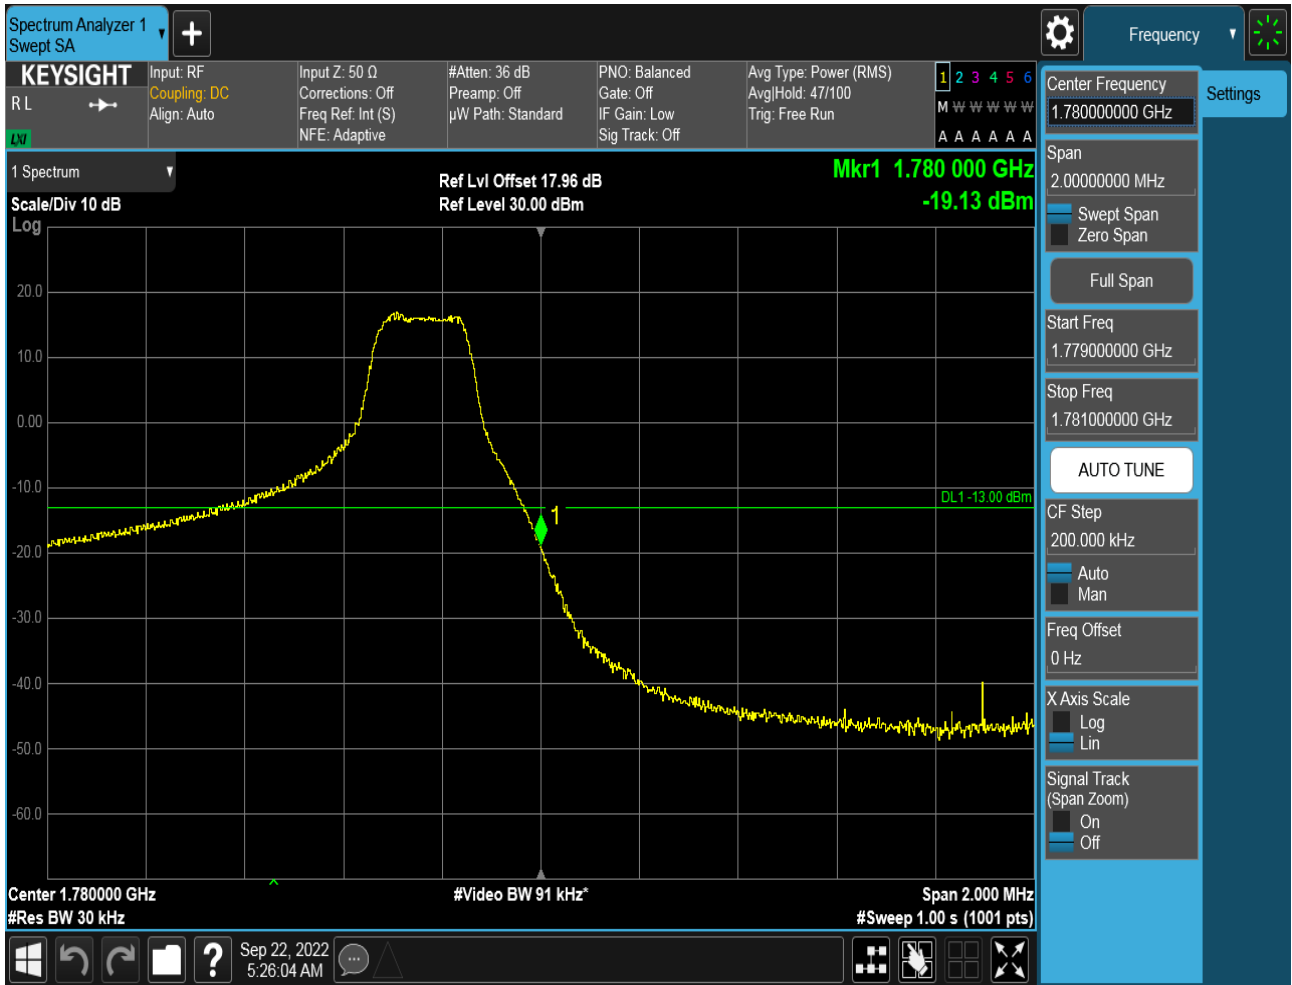 Spectrum Analyzer 1
Swept SA
Frequency
KEYSIGHT
R L
LXI
Input: RF
Coupling: DC
Align: Auto
Input Z: 50 Ω
Corrections: Off
Freq Ref: Int (S)
NFE: Adaptive
#Atten: 36 dB
Preamp: Off
µW Path: Standard
PNO: Balanced
Gate: Off
IF Gain: Low
Sig Track: Off
Avg Type: Power (RMS)
Avg|Hold: 47/100
Trig: Free Run
1 2 3 4 5 6
M W W W W W
A A A A A A
1 Spectrum
Scale/Div 10 dB
Log
Ref Lvl Offset 17.96 dB
Ref Level 30.00 dBm
Mkr1 1.780 000 GHz
-19.13 dBm
20.0
10.0
0.00
-10.0
-20.0
-30.0
-40.0
-50.0
-60.0
DL1 -13.00 dBm
1
Center 1.780000 GHz
#Res BW 30 kHz
#Video BW 91 kHz*
Span 2.000 MHz
#Sweep 1.00 s (1001 pts)
?
Sep 22, 2022
5:26:04 AM
Center Frequency
1.780000000 GHz
Settings
Span
2.00000000 MHz
Swept Span
Zero Span
Full Span
Start Freq
1.779000000 GHz
Stop Freq
1.781000000 GHz
AUTO TUNE
CF Step
200.000 kHz
Auto
Man
Freq Offset
0 Hz
X Axis Scale
Log
Lin
Signal Track
(Span Zoom)
On
Off